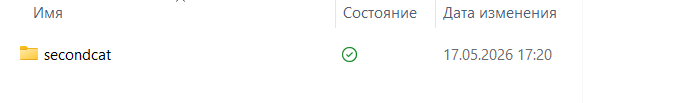 Имя Состояние Дата изменения
secondcat 17.05.2026 17:20